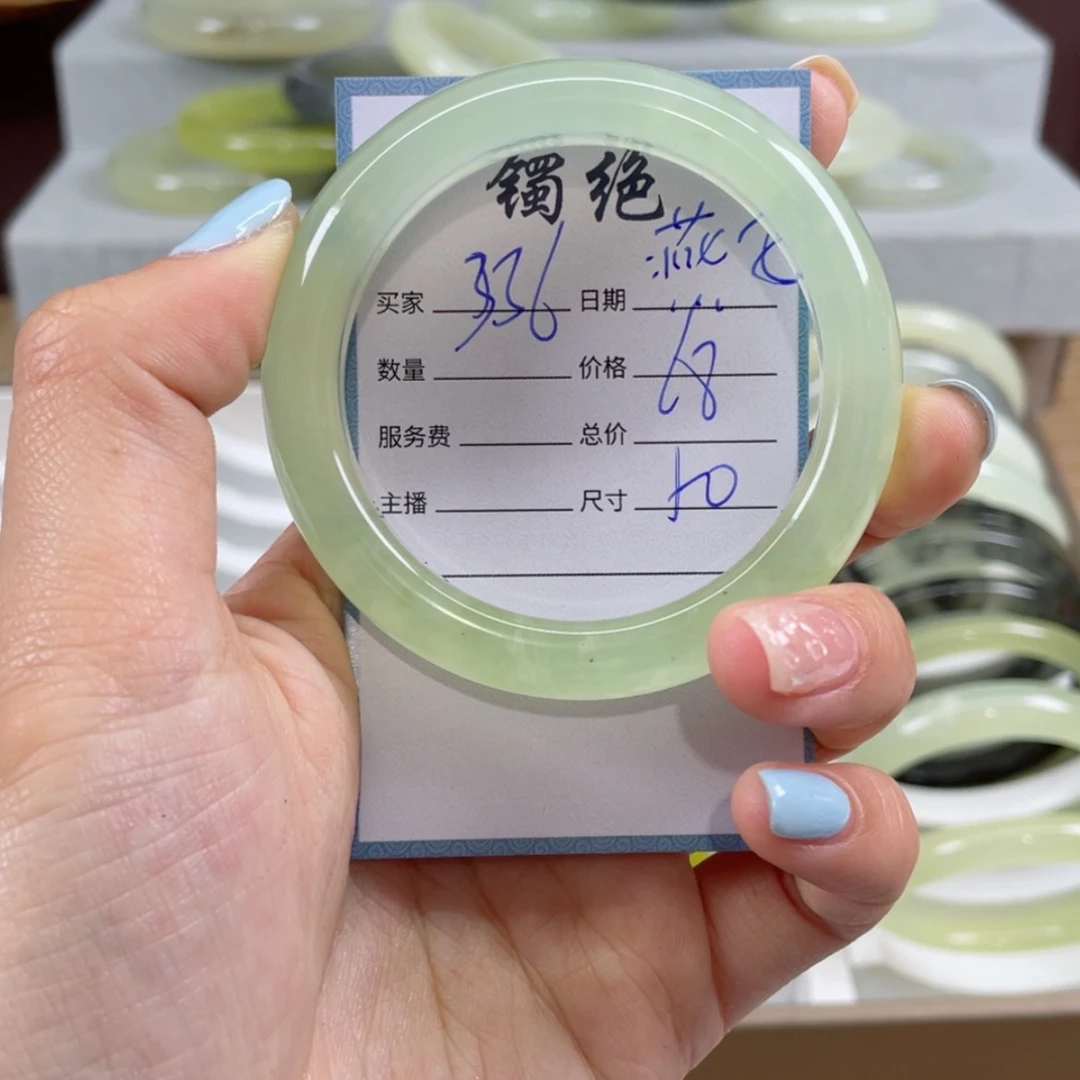 镯绝
买家 336 日期
数量 价格 68
服务费 总价
主播 尺寸 50